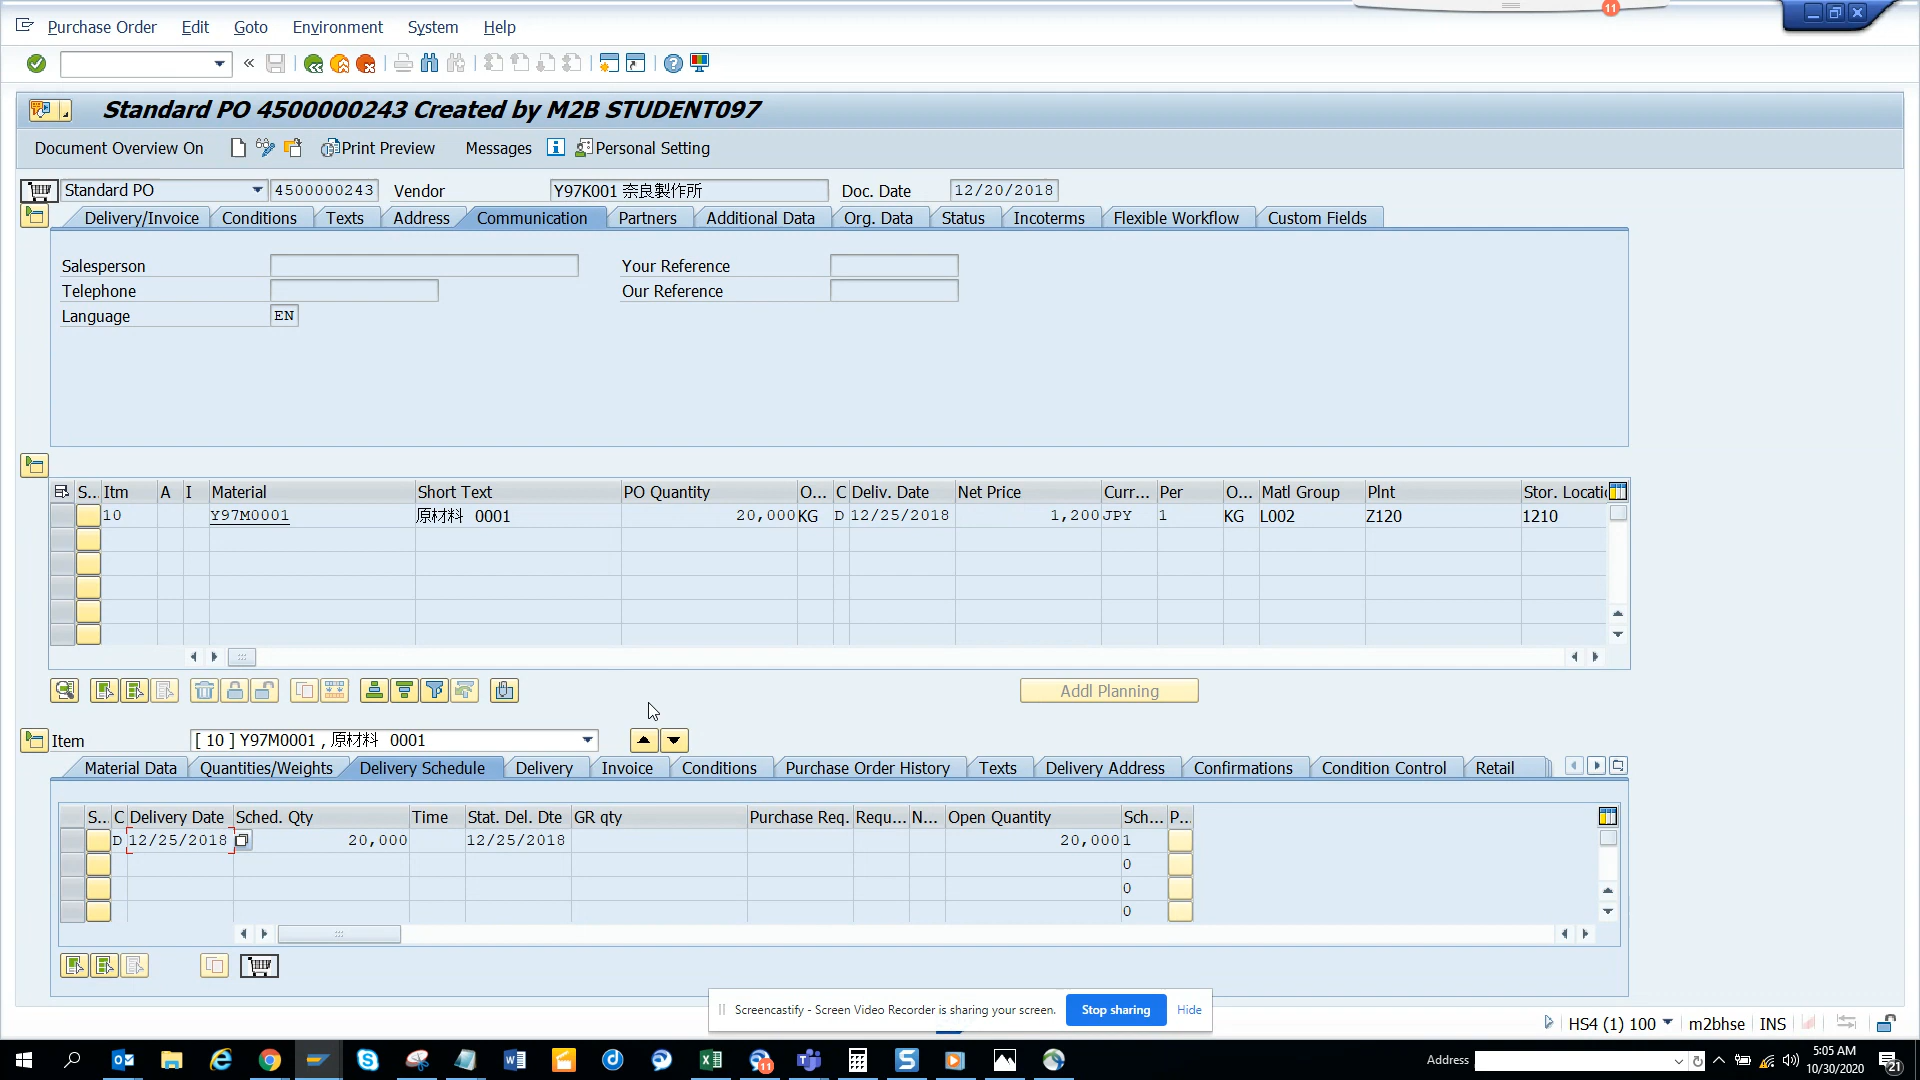 Purchase Order Edit Goto Environment System Help
11
Standard PO 4500000243 Created by M2B STUDENT097
Document Overview On Print Preview Messages Personal Setting
Standard PO 4500000243 Vendor Y97K001 奈良製作所 Doc. Date 12/20/2018
Delivery/Invoice Conditions Texts Address Communication Partners Additional Data Org. Data Status Incoterms Flexible Workflow Custom Fields
Salesperson Your Reference
Telephone Our Reference
Language EN
S... Itm A I Material Short Text PO Quantity O... C Deliv. Date Net Price Curr... Per O... Matl Group Plnt Stor. Locatic
10 Y97M0001 原材料 0001 20,000 KG D 12/25/2018 1,200 JPY 1 KG L002 Z120 1210
Addl Planning
Item [ 10 ] Y97M0001 , 原材料 0001
Material Data Quantities/Weights Delivery Schedule Delivery Invoice Conditions Purchase Order History Texts Delivery Address Confirmations Condition Control Retail
S... C Delivery Date Sched. Qty Time Stat. Del. Dte GR qty Purchase Req. Requ... N... Open Quantity Sch... P...
D 12/25/2018 20,000 12/25/2018 20,000 1
0
0
0
Screencastify - Screen Video Recorder is sharing your screen. Stop sharing Hide
HS4 (1) 100 m2bhse INS
Address
5:05 AM
10/30/2020
11
21